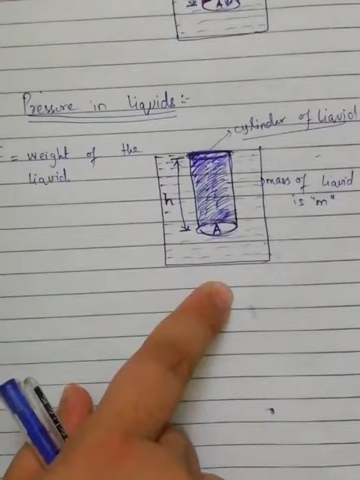 Pressure in liquids:-
cylinder of liquid
= weight of the
liquid.
h
A
mass of liquid
is "m"